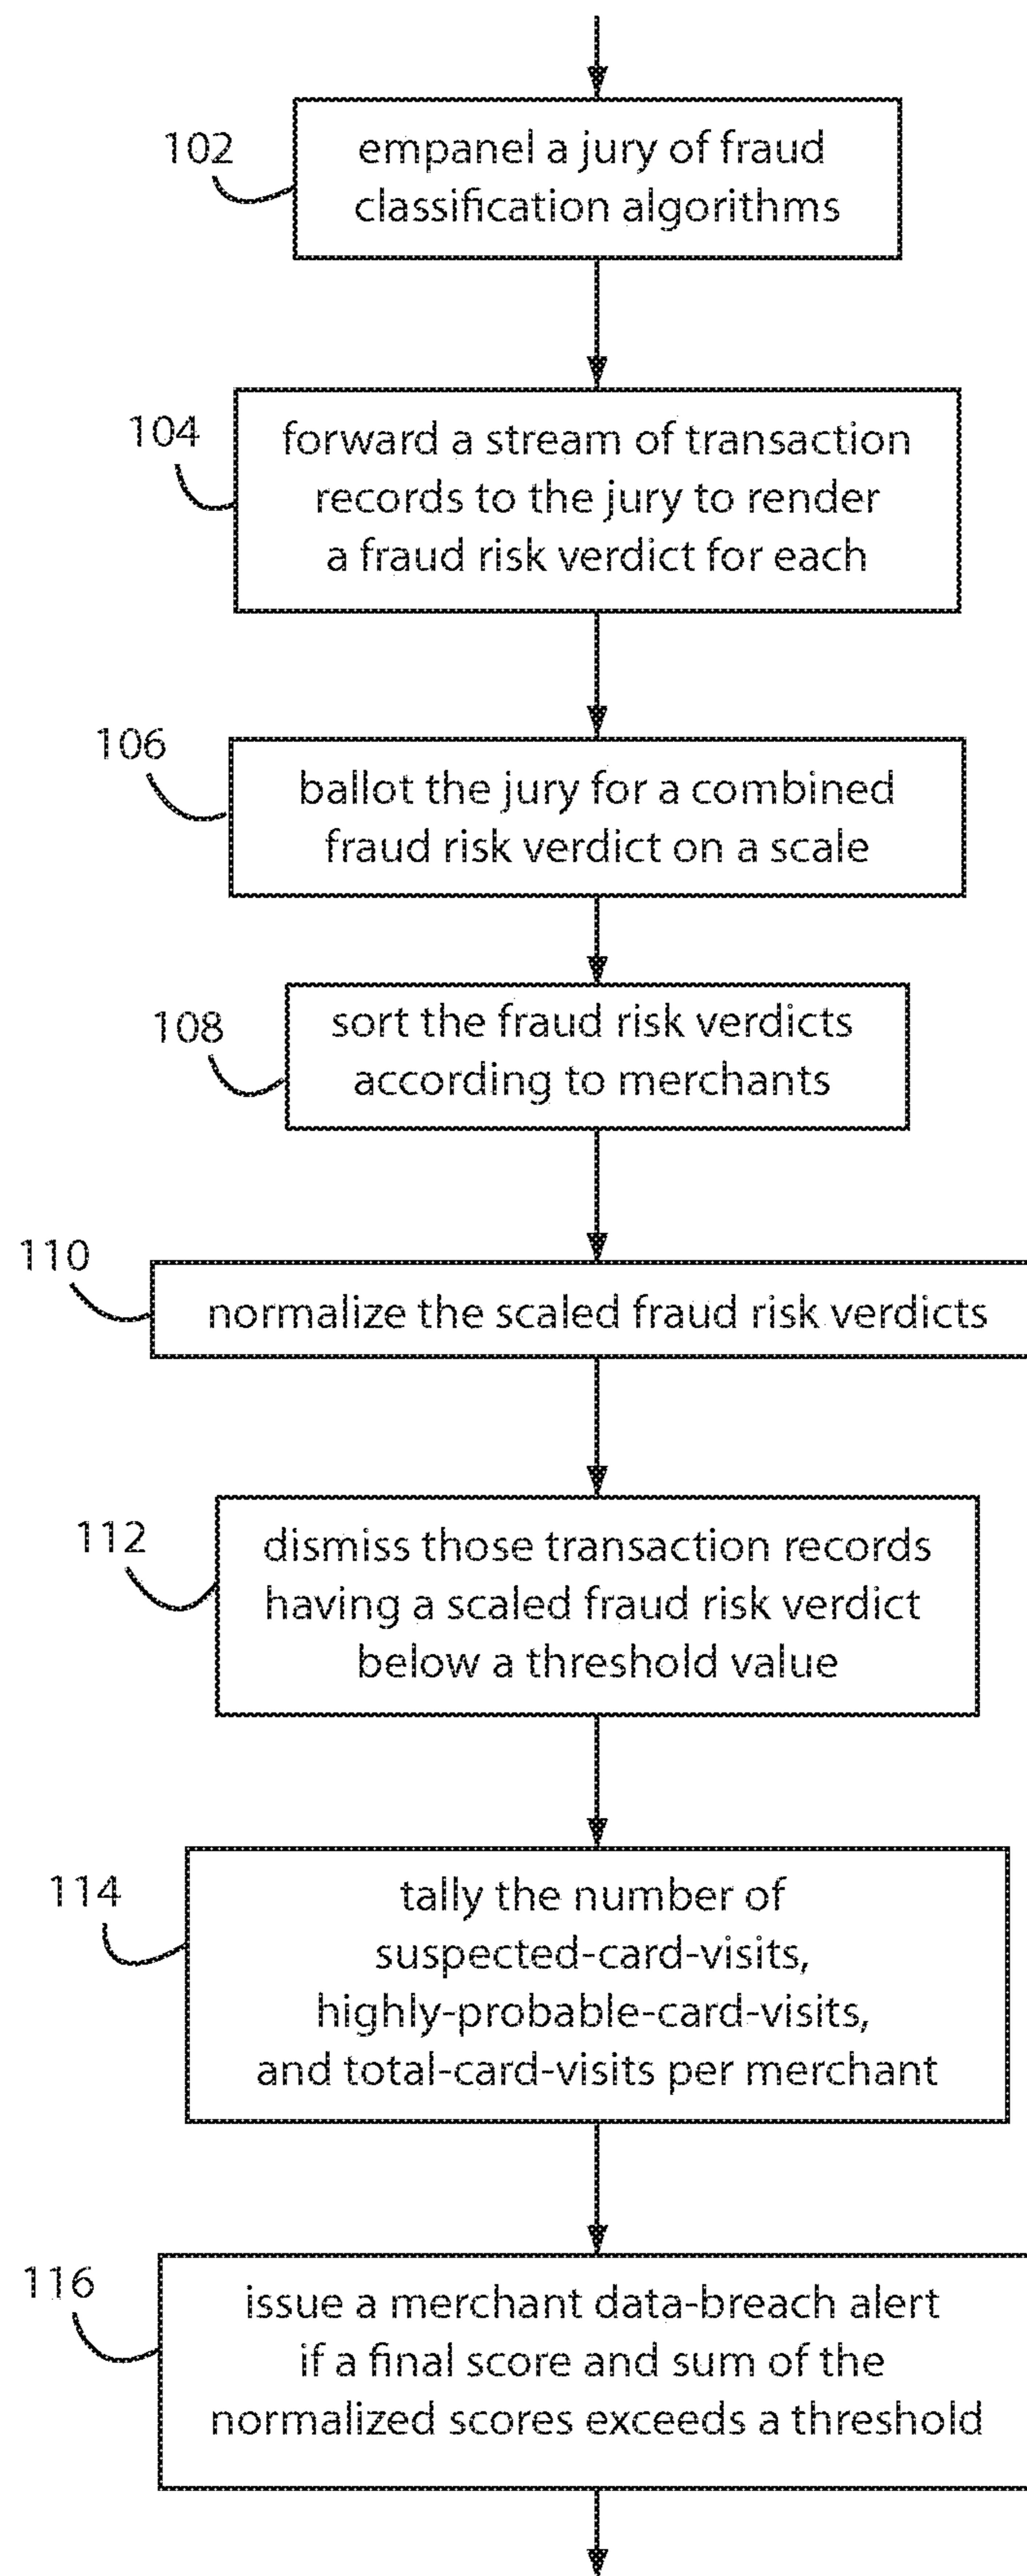 102
empanel a jury of fraud
classification algorithms
104
forward a stream of transaction
records to the jury to render
a fraud risk verdict for each
106
ballot the jury for a combined
fraud risk verdict on a scale
108
sort the fraud risk verdicts
according to merchants
110
normalize the scaled fraud risk verdicts
112
dismiss those transaction records
having a scaled fraud risk verdict
below a threshold value
114
tally the number of
suspected-card-visits,
highly-probable-card-visits,
and total-card-visits per merchant
116
issue a merchant data-breach alert
if a final score and sum of the
normalized scores exceeds a threshold